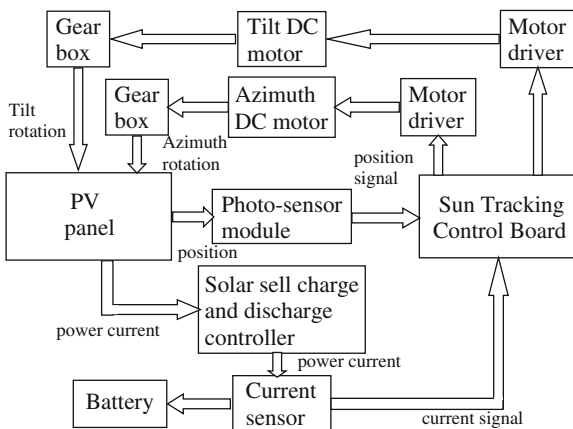 Gear
box
Tilt DC
motor
Motor
driver
Tilt
rotation
Gear
box
Azimuth
DC motor
Motor
driver
Azimuth
rotation
position
signal
PV
panel
position
Photo-sensor
module
Sun Tracking
Control Board
power current
Solar sell charge
and discharge
controller
power current
Battery
Current
sensor
current signal